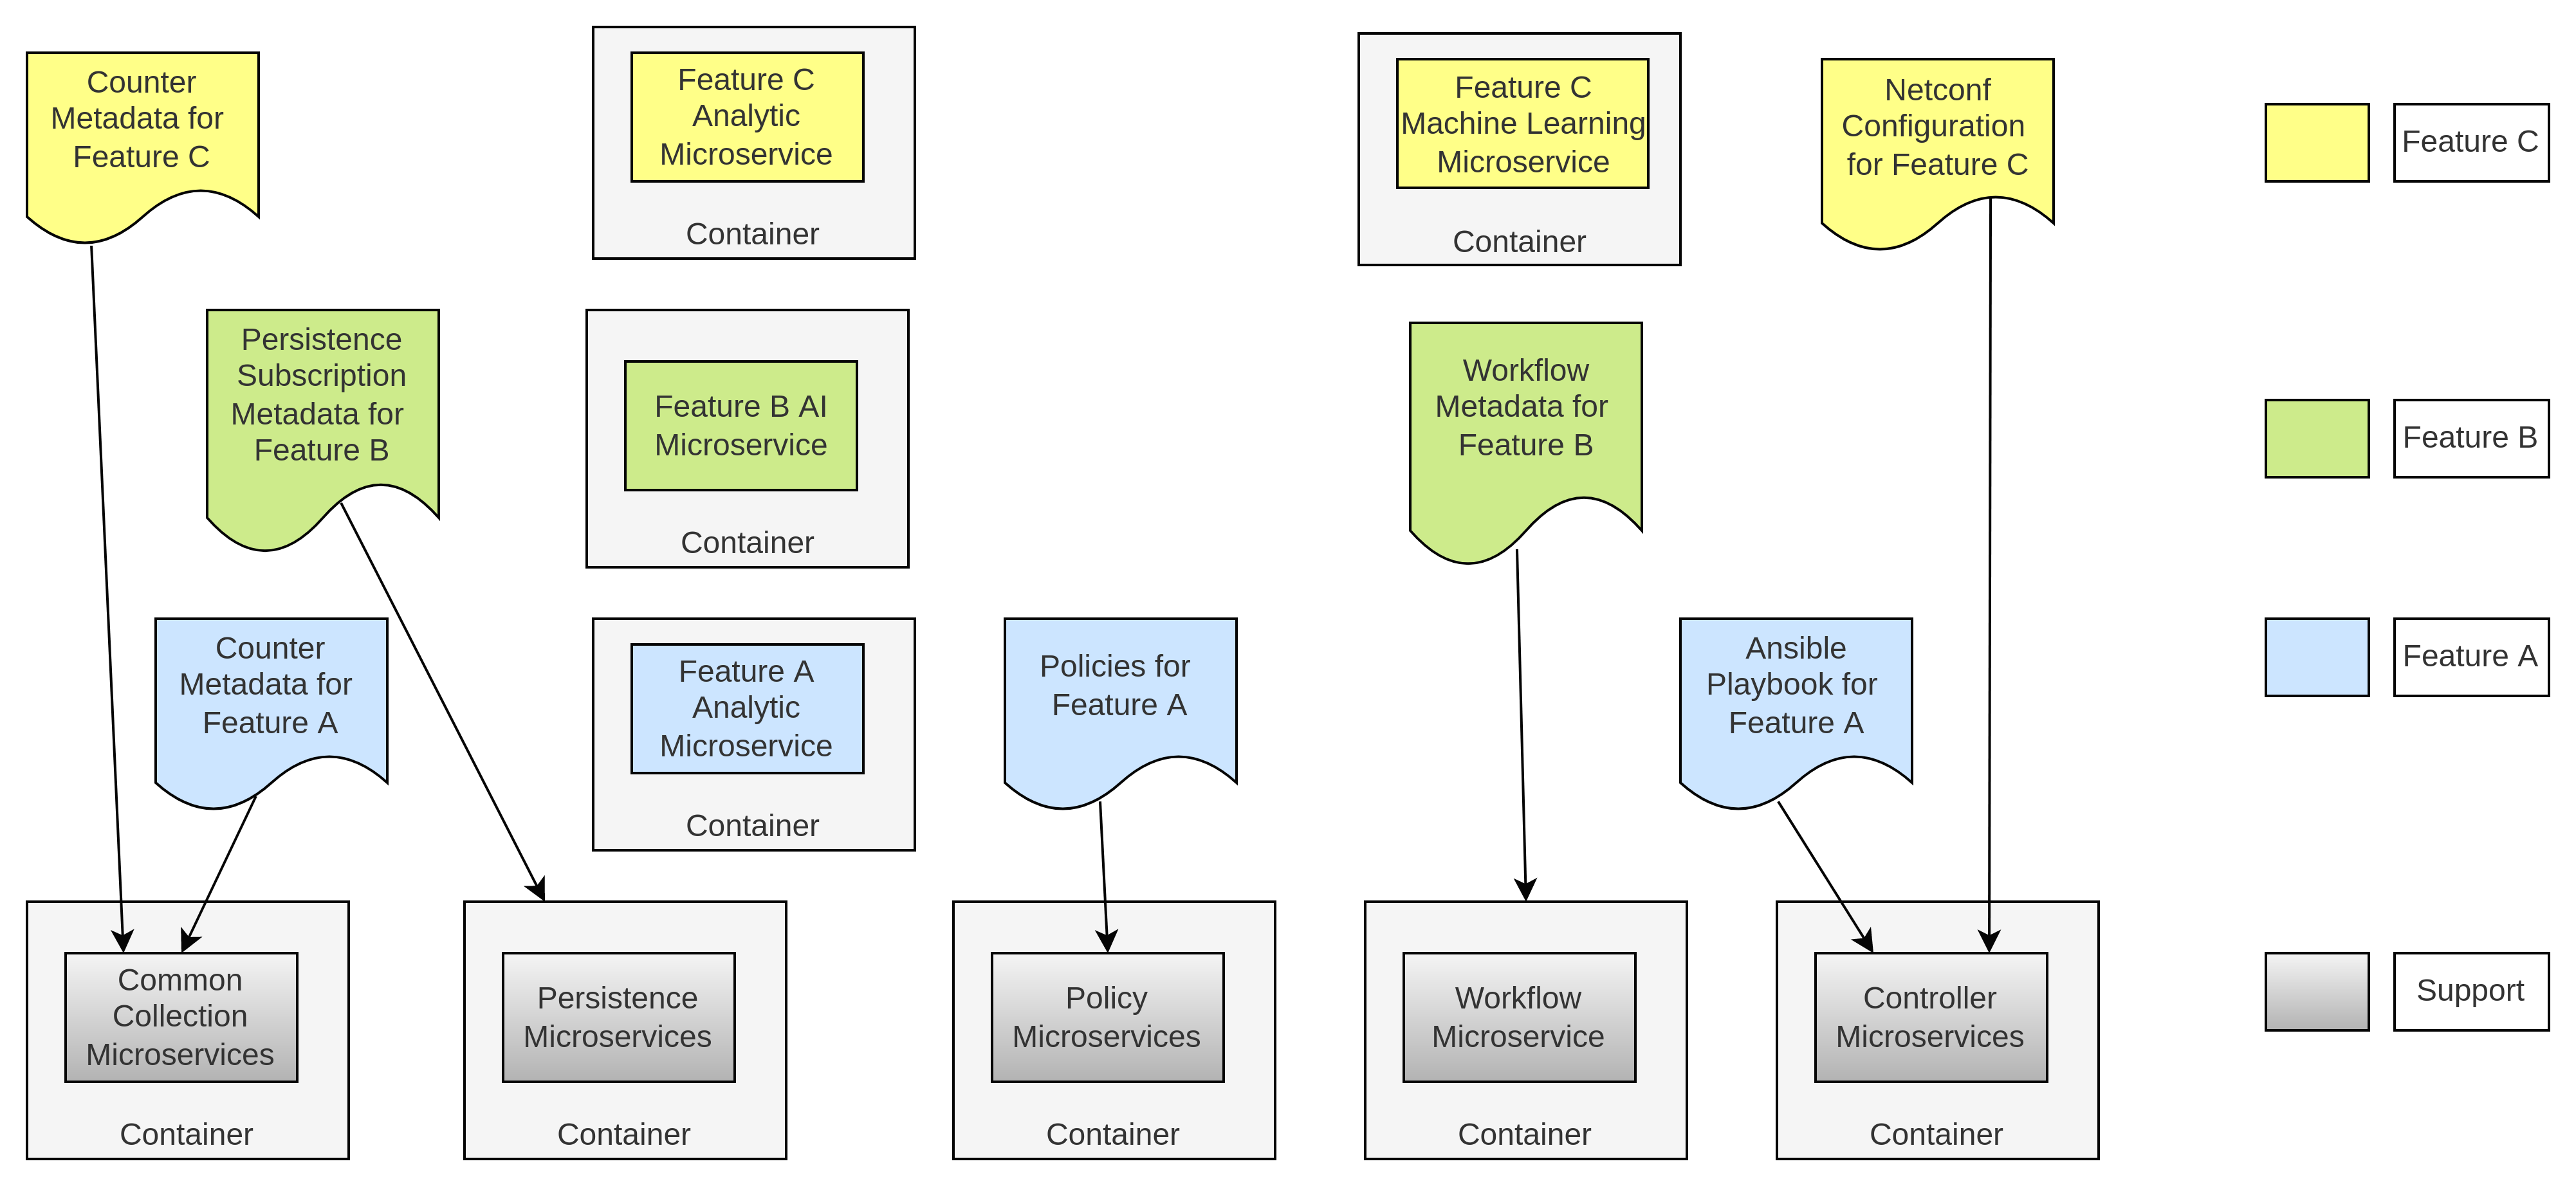 Counter
Metadata for
Feature C
Feature C
Analytic
Microservice
Container
Feature C
Machine Learning
Microservice
Container
Netconf
Configuration
for Feature C
Feature C
Persistence
Subscription
Metadata for
Feature B
Feature B AI
Microservice
Container
Workflow
Metadata for
Feature B
Feature B
Counter
Metadata for
Feature A
Feature A
Analytic
Microservice
Container
Policies for
Feature A
Ansible
Playbook for
Feature A
Feature A
Common
Collection
Microservices
Container
Persistence
Microservices
Container
Policy
Microservices
Container
Workflow
Microservice
Container
Controller
Microservices
Container
Support